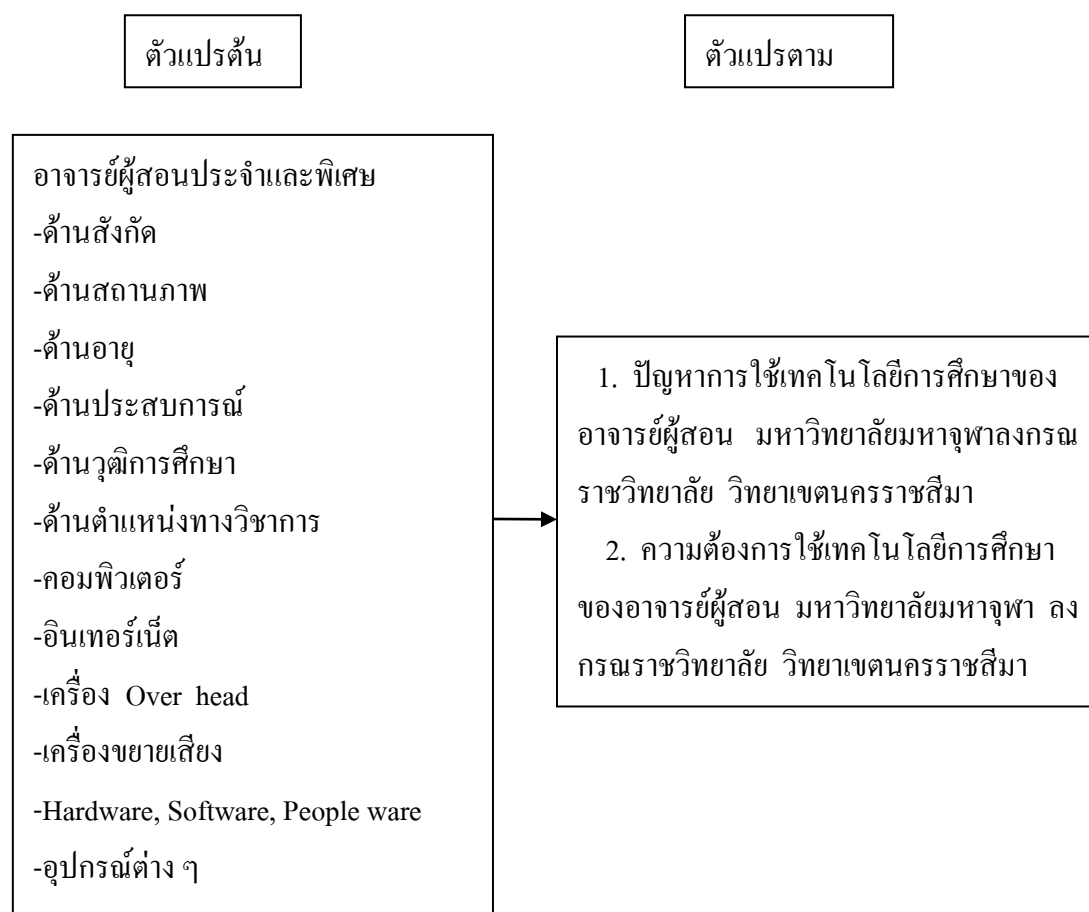 ตัวแปรต้น
ตัวแปรตาม
อาจารย์ผู้สอนประจำและพิเศษ
-ด้านสังกัด
-ด้านสถานภาพ
-ด้านอายุ
-ด้านประสบการณ์
-ด้านวุฒิการศึกษา
-ด้านตำแหน่งทางวิชาการ
-คอมพิวเตอร์
-อินเทอร์เน็ต
-เครื่อง Over head
-เครื่องขยายเสียง
-Hardware, Software, People ware
-อุปกรณ์ต่าง ๆ
1. ปัญหาการใช้เทคโนโลยีการศึกษาของ
อาจารย์ผู้สอน มหาวิทยาลัยมหาจุฬาลงกรณ
ราชวิทยาลัย วิทยาเขตนครราชสีมา
2. ความต้องการใช้เทคโนโลยีการศึกษา
ของอาจารย์ผู้สอน มหาวิทยาลัยมหาจุฬา ลง
กรณราชวิทยาลัย วิทยาเขตนครราชสีมา